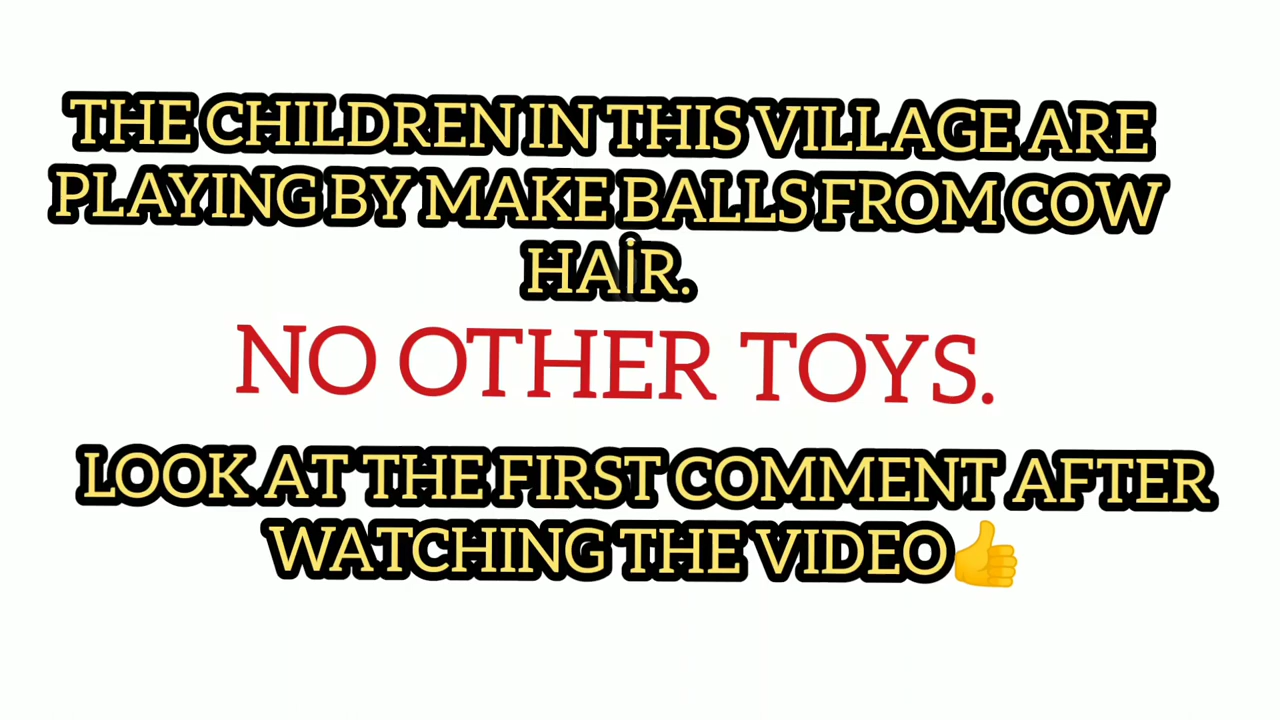 THE CHILDREN IN THIS VILLAGE ARE
PLAYING BY MAKE BALLS FROM COW
HAİR.
NO OTHER TOYS.
LOOK AT THE FIRST COMMENT AFTER
WATCHING THE VIDEO👍